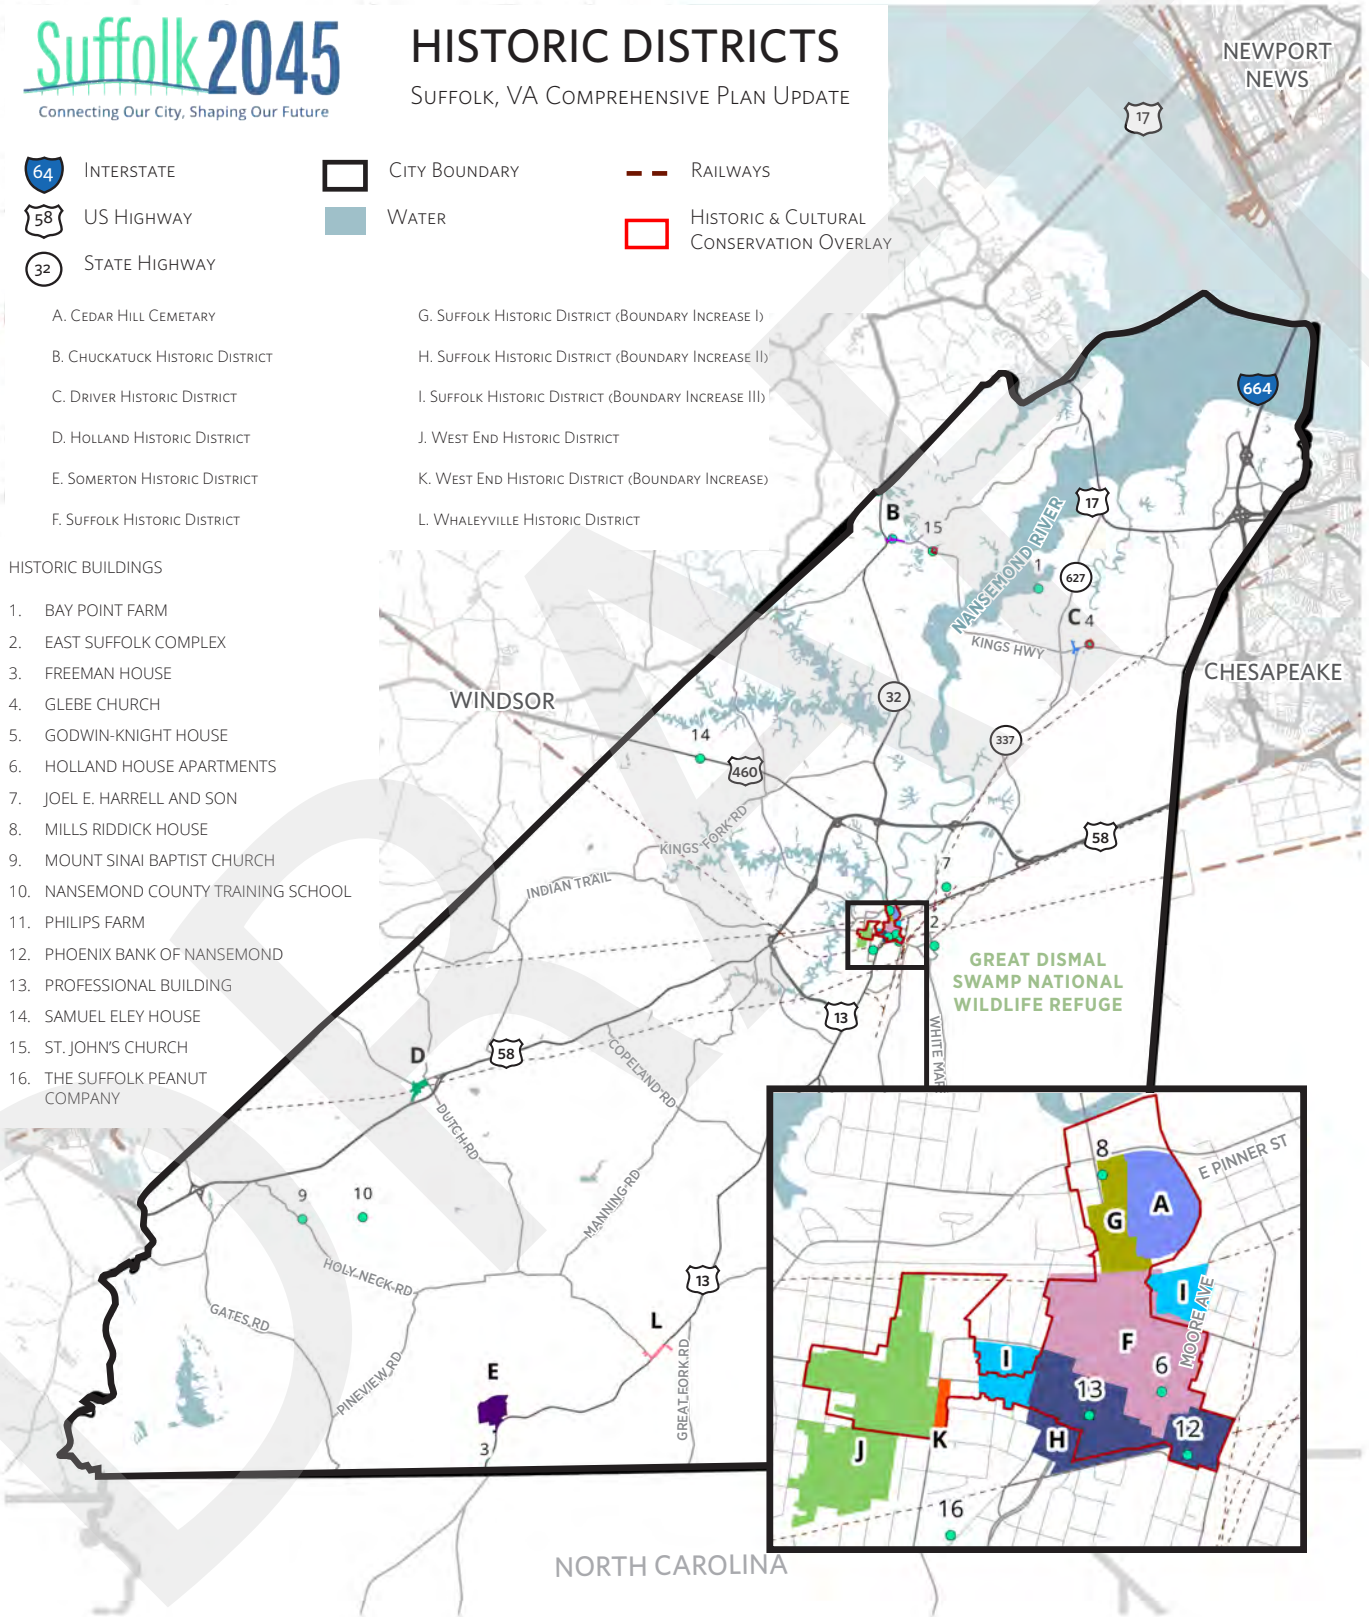 Suffolk 2045
Connecting Our City, Shaping Our Future
HISTORIC DISTRICTS
SUFFOLK, VA COMPREHENSIVE PLAN UPDATE
64 INTERSTATE
58 US HIGHWAY
32 STATE HIGHWAY
CITY BOUNDARY
WATER
RAILWAYS
HISTORIC & CULTURAL
CONSERVATION OVERLAY
A. CEDAR HILL CEMETARY
B. CHUCKATUCK HISTORIC DISTRICT
C. DRIVER HISTORIC DISTRICT
D. HOLLAND HISTORIC DISTRICT
E. SOMERTON HISTORIC DISTRICT
F. SUFFOLK HISTORIC DISTRICT
G. SUFFOLK HISTORIC DISTRICT (BOUNDARY INCREASE I)
H. SUFFOLK HISTORIC DISTRICT (BOUNDARY INCREASE II)
I. SUFFOLK HISTORIC DISTRICT (BOUNDARY INCREASE III)
J. WEST END HISTORIC DISTRICT
K. WEST END HISTORIC DISTRICT (BOUNDARY INCREASE)
L. WHALEYVILLE HISTORIC DISTRICT
HISTORIC BUILDINGS
1. BAY POINT FARM
2. EAST SUFFOLK COMPLEX
3. FREEMAN HOUSE
4. GLEBE CHURCH
5. GODWIN-KNIGHT HOUSE
6. HOLLAND HOUSE APARTMENTS
7. JOEL E. HARRELL AND SON
8. MILLS RIDDICK HOUSE
9. MOUNT SINAI BAPTIST CHURCH
10. NANSEMOND COUNTY TRAINING SCHOOL
11. PHILIPS FARM
12. PHOENIX BANK OF NANSEMOND
13. PROFESSIONAL BUILDING
14. SAMUEL ELEY HOUSE
15. ST. JOHN'S CHURCH
16. THE SUFFOLK PEANUT
COMPANY
NEWPORT
NEWS
17
664
17
B
15
NANSEMOND RIVER
1
627
C 4
KINGS HWY
CHESAPEAKE
WINDSOR
32
14
337
460
KINGS FORK RD
58
INDIAN TRAIL
7
2
GREAT DISMAL
SWAMP NATIONAL
WILDLIFE REFUGE
13
WHITE MAR
D
58
COPELAND RD
DUTCH RD
9
10
MANNING RD
HOLY NECK RD
13
GATES RD
L
PINEVIEW RD
E
GREAT FORK RD
3
8
E PINNER ST
A
G
I
MOORE AVE
F
I
6
13
12
K
H
J
16
NORTH CAROLINA
DRAFT